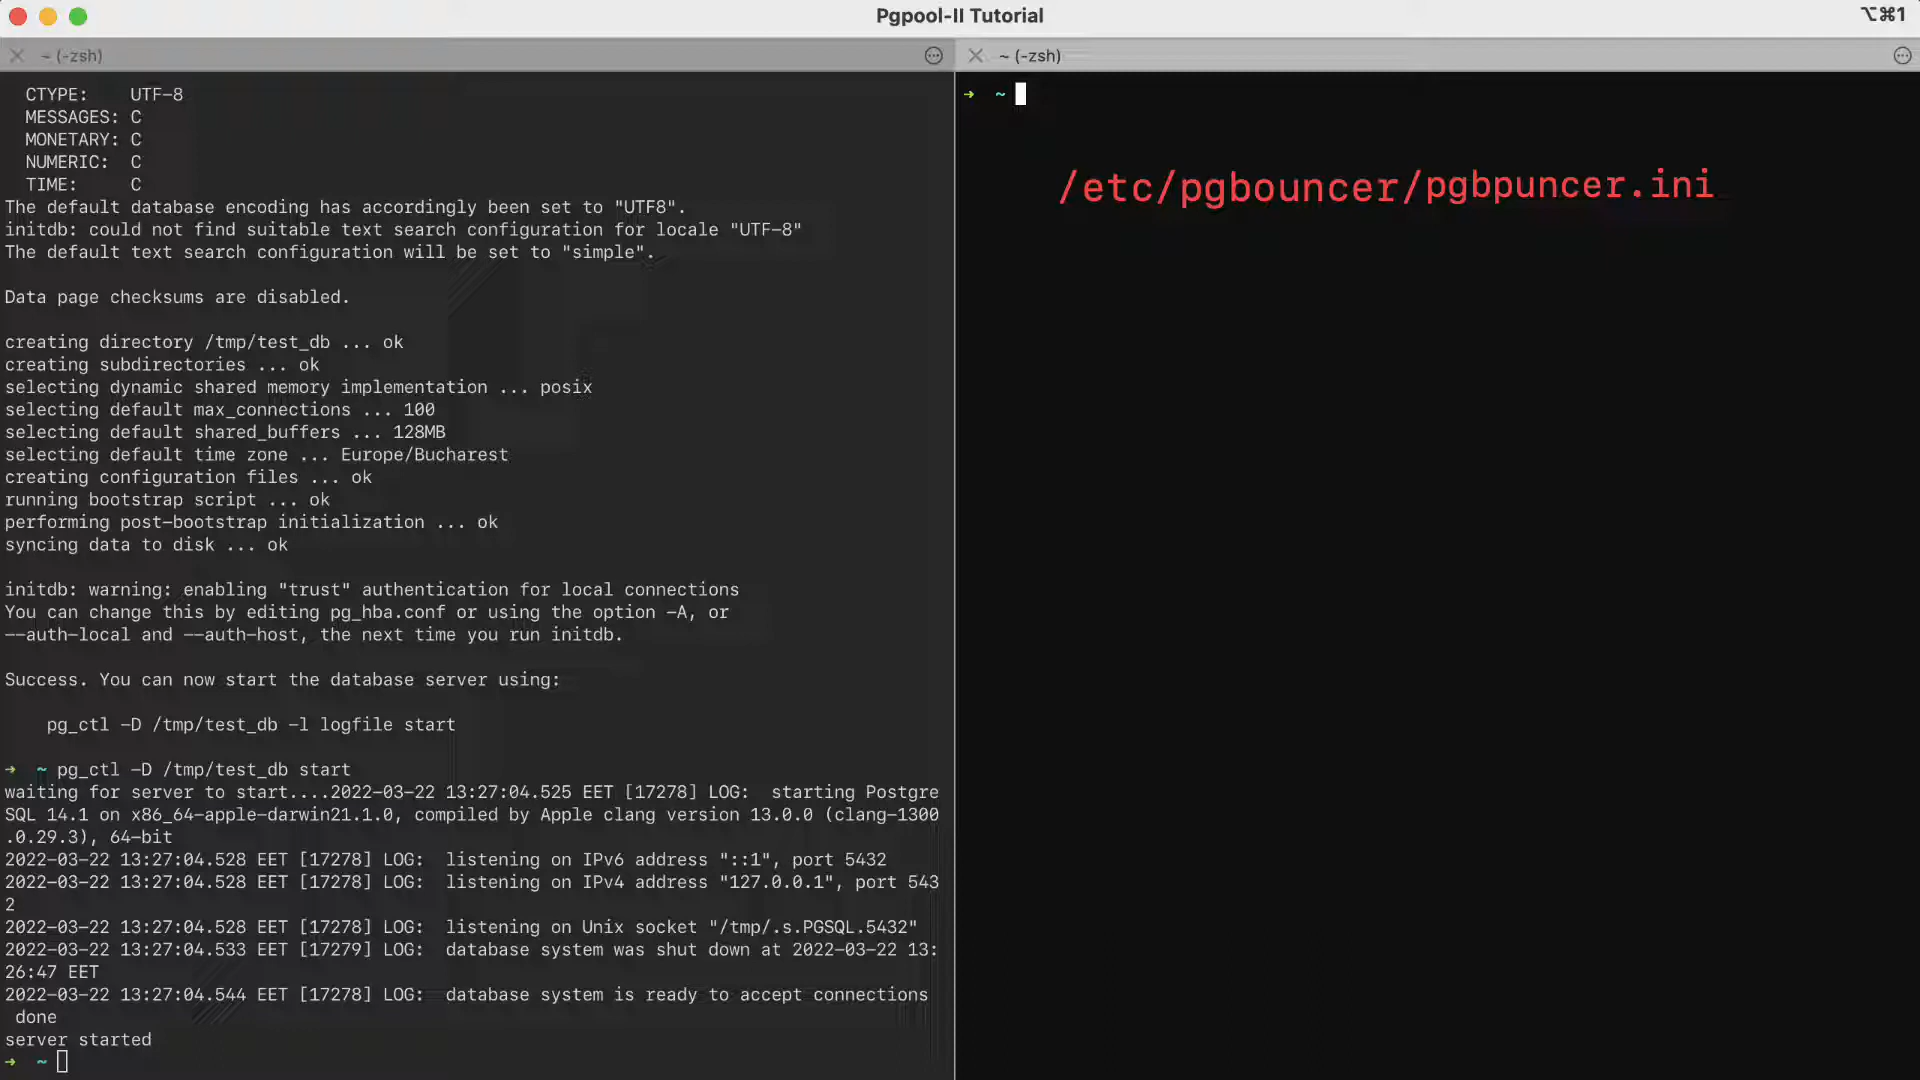 Pgpool-II Tutorial
⌥⌘1
~ (-zsh)
CTYPE: UTF-8
MESSAGES: C
MONETARY: C
NUMERIC: C
TIME: C
The default database encoding has accordingly been set to "UTF8".
initdb: could not find suitable text search configuration for locale "UTF-8"
The default text search configuration will be set to "simple".
Data page checksums are disabled.
creating directory /tmp/test_db ... ok
creating subdirectories ... ok
selecting dynamic shared memory implementation ... posix
selecting default max_connections ... 100
selecting default shared_buffers ... 128MB
selecting default time zone ... Europe/Bucharest
creating configuration files ... ok
running bootstrap script ... ok
performing post-bootstrap initialization ... ok
syncing data to disk ... ok
initdb: warning: enabling "trust" authentication for local connections
You can change this by editing pg_hba.conf or using the option -A, or
--auth-local and --auth-host, the next time you run initdb.
Success. You can now start the database server using:
pg_ctl -D /tmp/test_db -l logfile start
➜ ~ pg_ctl -D /tmp/test_db start
waiting for server to start....2022-03-22 13:27:04.525 EET [17278] LOG: starting Postgre
SQL 14.1 on x86_64-apple-darwin21.1.0, compiled by Apple clang version 13.0.0 (clang-1300
.0.29.3), 64-bit
2022-03-22 13:27:04.528 EET [17278] LOG: listening on IPv6 address "::1", port 5432
2022-03-22 13:27:04.528 EET [17278] LOG: listening on IPv4 address "127.0.0.1", port 543
2
2022-03-22 13:27:04.528 EET [17278] LOG: listening on Unix socket "/tmp/.s.PGSQL.5432"
2022-03-22 13:27:04.533 EET [17279] LOG: database system was shut down at 2022-03-22 13:
26:47 EET
2022-03-22 13:27:04.544 EET [17278] LOG: database system is ready to accept connections
done
server started
➜ ~
~ (-zsh)
➜ ~
/etc/pgbouncer/pgbpuncer.ini